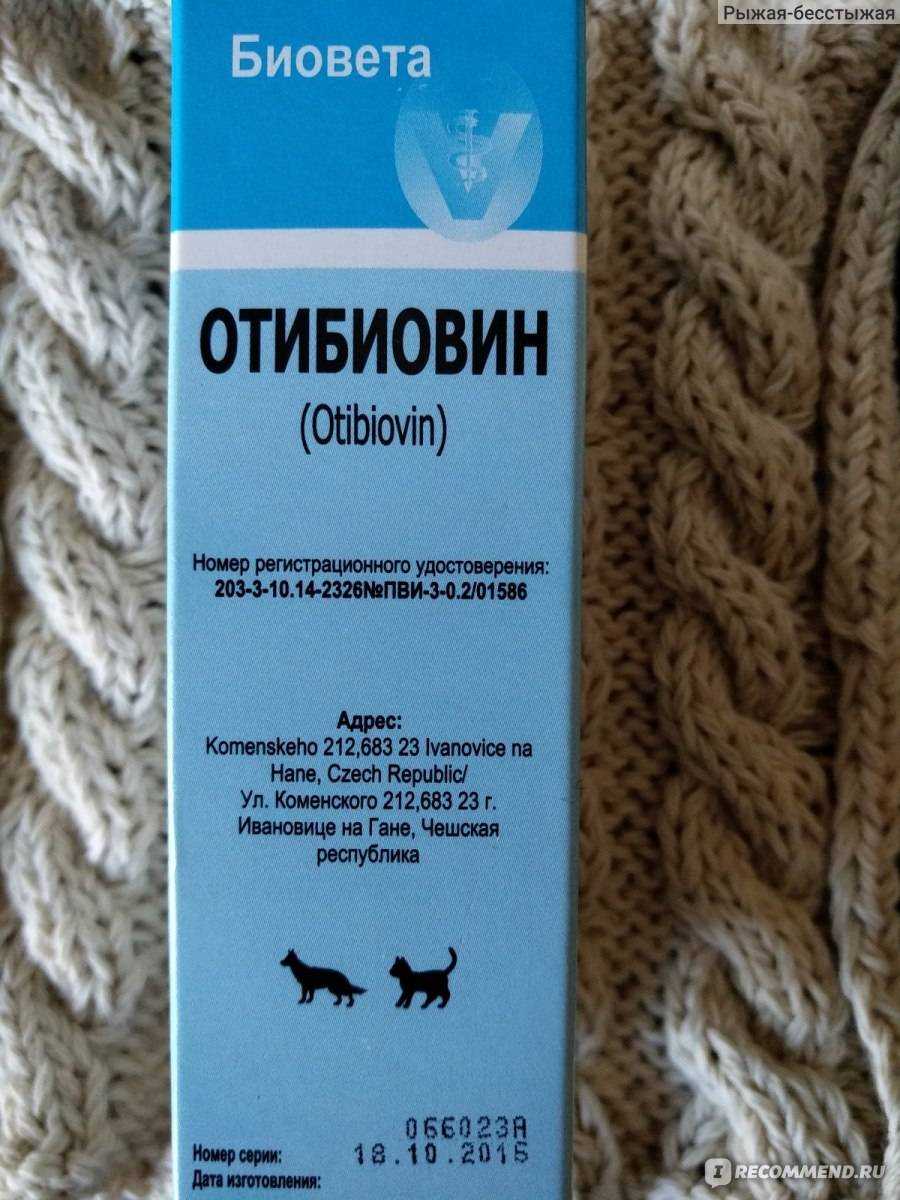 Рыжая-бесстыжая
Биовета
V
ОТИБИОВИН
(Otibiovin)
Номер регистрационного удостоверения:
203-3-10.14-2326№ПВИ-3-0.2/01586
Адрес:
Komenskeho 212,683 23 Ivanovice na
Hane, Czech Republic/
Ул. Коменского 212,683 23 г.
Ивановице на Гане, Чешская
республика
066023A
Номер серии: 18.10.2016
Дата изготовления:
IRECOMMEND.RU